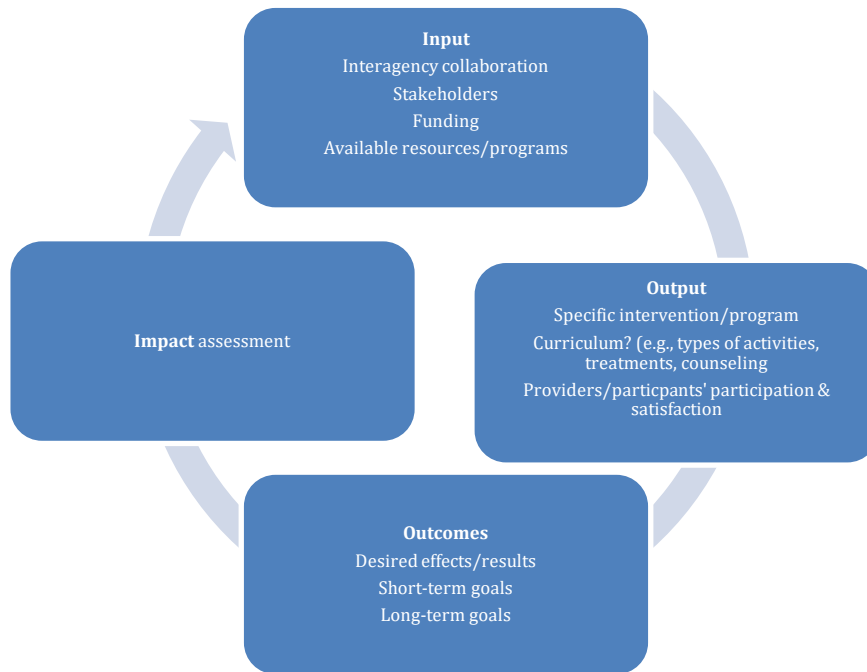 Input
Interagency collaboration
Stakeholders
Funding
Available resources/programs
Output
Specific intervention/program
Curriculum? (e.g., types of activities,
treatments, counseling
Providers/particpants' participation &
satisfaction
Outcomes
Desired effects/results
Short-term goals
Long-term goals
Impact assessment